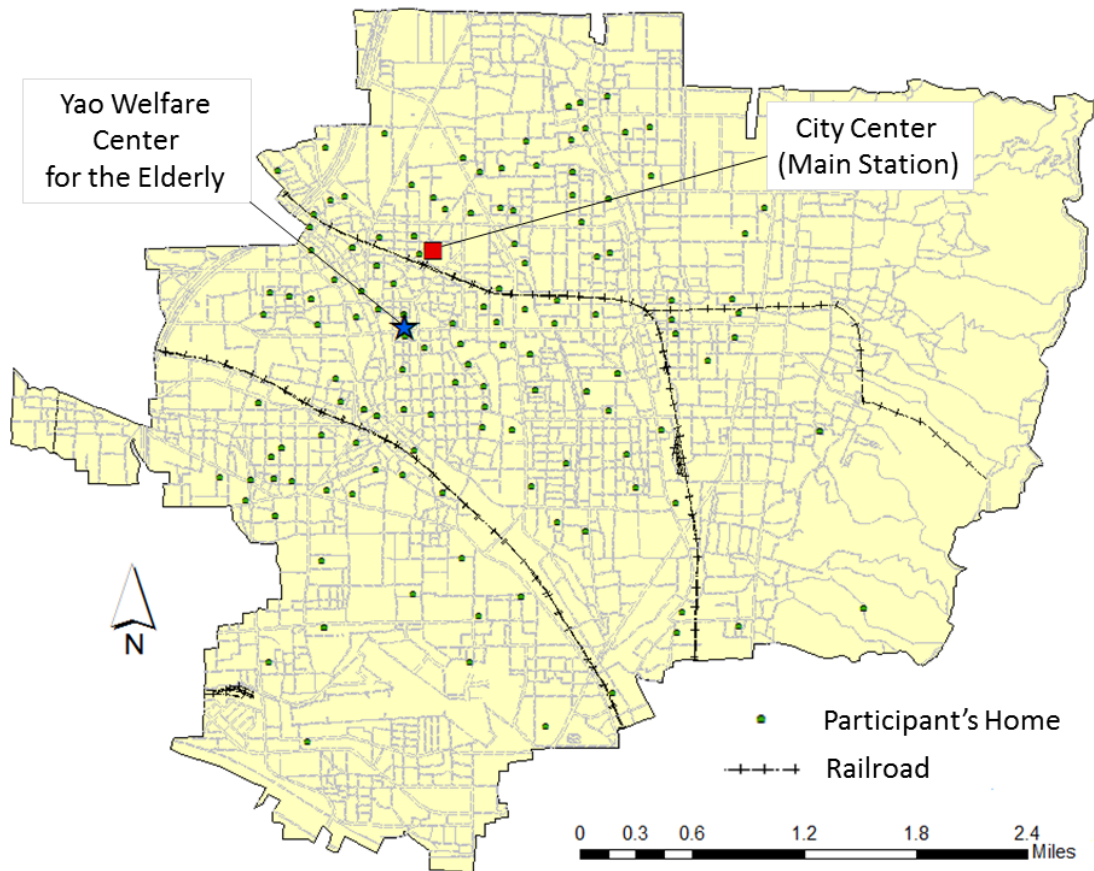 Yao Welfare
Center
for the Elderly
City Center
(Main Station)
N
Participant's Home
Railroad
0 0.3 0.6 1.2 1.8 2.4
Miles